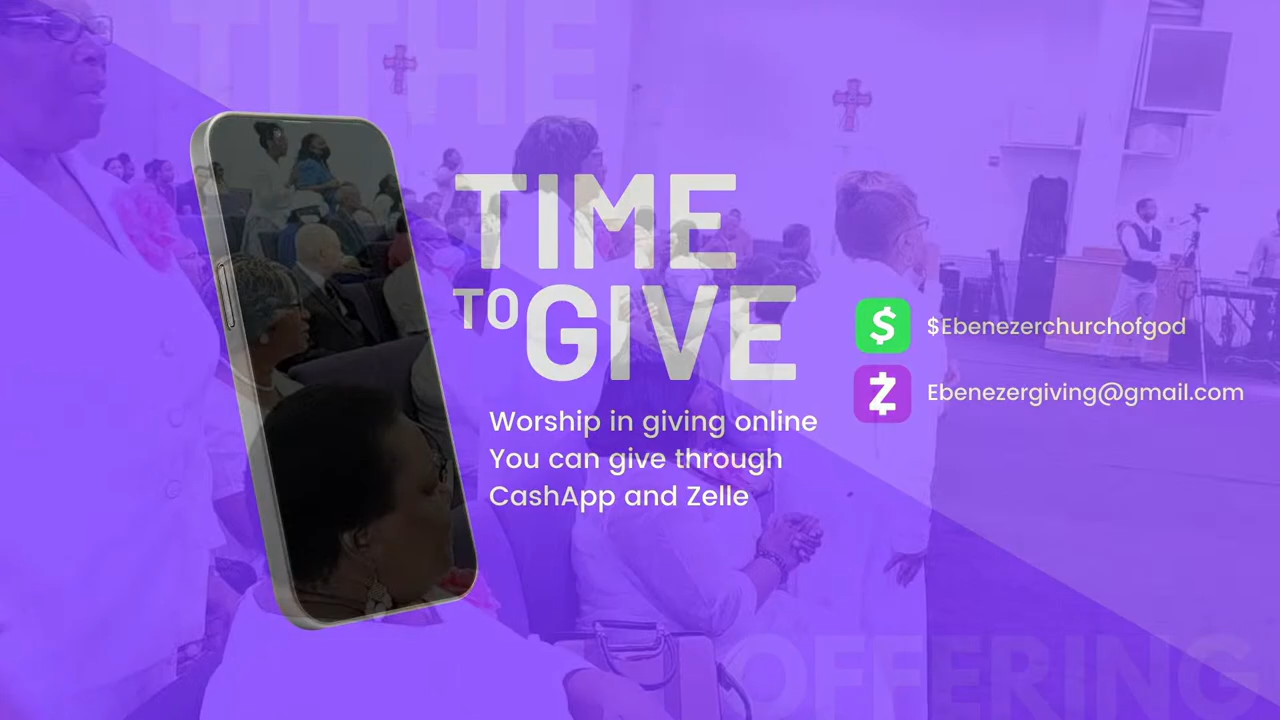 TITHE
TIME
TO GIVE
Worship in giving online
You can give through
CashApp and Zelle
$Ebenezerchurchofgod
Ebenezergiving@gmail.com
OFFERING